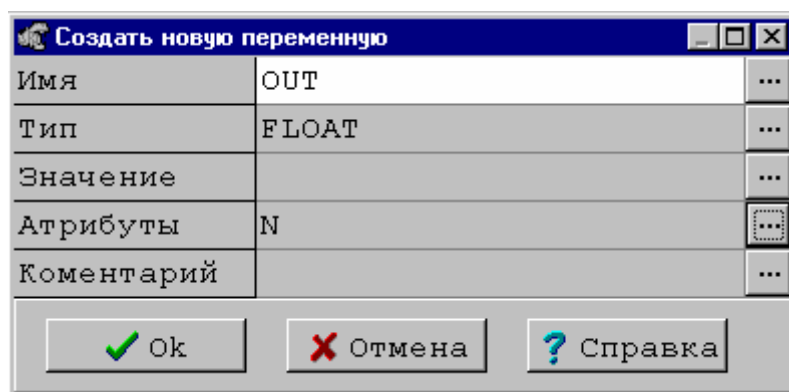 Создать новую переменную
Имя OUT ...
Тип FLOAT ...
Значение ...
Атрибуты N ...
Коментарий ...
Ok Отмена ? Справка